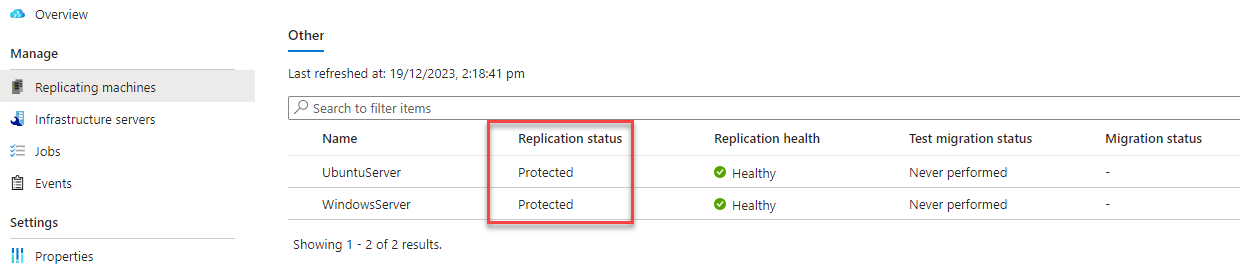 Overview
Manage
Replicating machines
Infrastructure servers
Jobs
Events
Settings
Properties
Other
Last refreshed at: 19/12/2023, 2:18:41 pm
Search to filter items
Name Replication status Replication health Test migration status Migration status
UbuntuServer Protected Healthy Never performed -
WindowsServer Protected Healthy Never performed -
Showing 1 - 2 of 2 results.